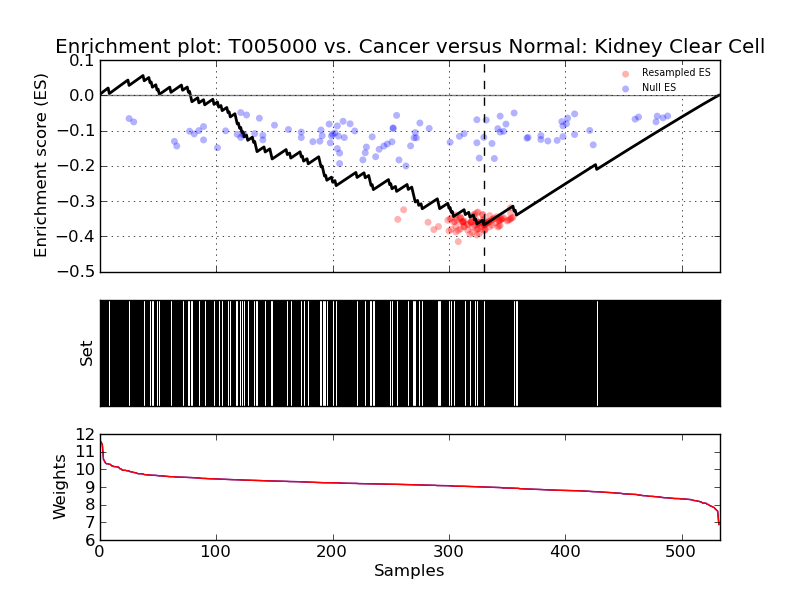 Enrichment plot: T005000 vs. Cancer versus Normal: Kidney Clear Cell
Enrichment score (ES)
0.1
0.0
−0.1
−0.2
−0.3
−0.4
−0.5
Resampled ES
Null ES
Set
Weights
12
11
10
9
8
7
6
0 100 200 300 400 500
Samples